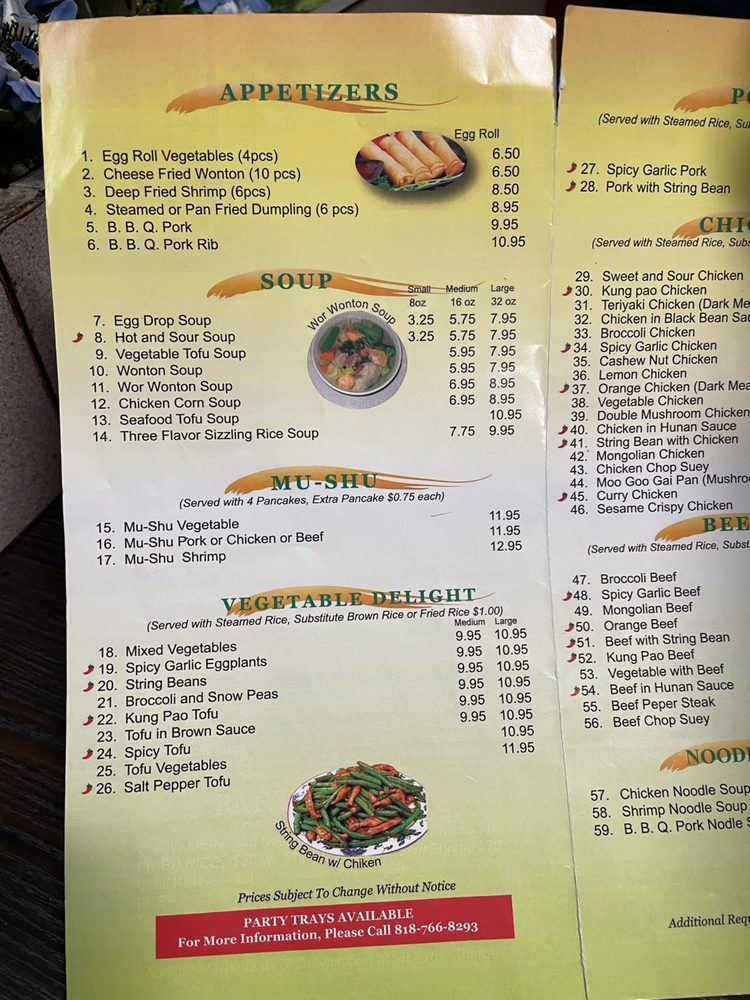 APPETIZERS
Egg Roll
1. Egg Roll Vegetables (4pcs) 6.50
2. Cheese Fried Wonton (10 pcs) 6.50
3. Deep Fried Shrimp (6pcs) 8.50
4. Steamed or Pan Fried Dumpling (6 pcs) 8.95
5. B. B. Q. Pork 9.95
6. B. B. Q. Pork Rib 10.95
SOUP
Small Medium Large
8oz 16 oz 32 oz
Wor Wonton Soup
7. Egg Drop Soup 3.25 5.75 7.95
8. Hot and Sour Soup 3.25 5.75 7.95
9. Vegetable Tofu Soup 5.95 7.95
10. Wonton Soup 5.95 7.95
11. Wor Wonton Soup 6.95 8.95
12. Chicken Corn Soup 6.95 8.95
13. Seafood Tofu Soup 10.95
14. Three Flavor Sizzling Rice Soup 7.75 9.95
MU-SHU
(Served with 4 Pancakes, Extra Pancake $0.75 each)
15. Mu-Shu Vegetable 11.95
16. Mu-Shu Pork or Chicken or Beef 11.95
17. Mu-Shu Shrimp 12.95
VEGETABLE DELIGHT
(Served with Steamed Rice, Substitute Brown Rice or Fried Rice $1.00)
Medium Large
18. Mixed Vegetables 9.95 10.95
19. Spicy Garlic Eggplants 9.95 10.95
20. String Beans 9.95 10.95
21. Broccoli and Snow Peas 9.95 10.95
22. Kung Pao Tofu 9.95 10.95
23. Tofu in Brown Sauce 9.95 10.95
24. Spicy Tofu 10.95
25. Tofu Vegetables 11.95
26. Salt Pepper Tofu
String Bean w/ Chiken
Prices Subject To Change Without Notice
PARTY TRAYS AVAILABLE
For More Information, Please Call 818-766-8293
(Served with Steamed Rice,
27. Spicy Garlic Pork
28. Pork with String Bean
(Served with Steamed Rice,
29. Sweet and Sour Chicken
30. Kung pao Chicken
31. Teriyaki Chicken (Dark
32. Chicken in Black Bean
33. Broccoli Chicken
34. Spicy Garlic Chicken
35. Cashew Nut Chicken
36. Lemon Chicken
37. Orange Chicken (Dark
38. Vegetable Chicken
39. Double Mushroom Chicken
40. Chicken in Hunan Sauce
41. String Bean with Chicken
42. Mongolian Chicken
43. Chicken Chop Suey
44. Moo Goo Gai Pan
45. Curry Chicken
46. Sesame Crispy Chicken
BEE
(Served with Steamed Rice,
47. Broccoli Beef
48. Spicy Garlic Beef
49. Mongolian Beef
50. Orange Beef
51. Beef with String Bean
52. Kung Pao Beef
53. Vegetable with Beef
54. Beef in Hunan Sauce
55. Beef Peper Steak
56. Beef Chop Suey
NOOD
57. Chicken Noodle Soup
58. Shrimp Noodle Soup
59. B. B. Q. Pork Nodle
Additional